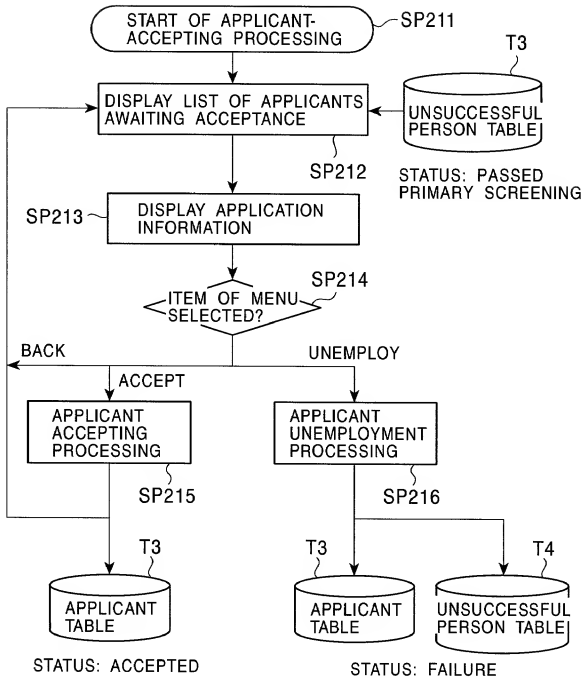 START OF APPLICANT-
ACCEPTING PROCESSING
SP211
T3
DISPLAY LIST OF APPLICANTS
AWAITING ACCEPTANCE
UNSUCCESSFUL
PERSON TABLE
SP212
STATUS: PASSED
PRIMARY SCREENING
SP213
DISPLAY APPLICATION
INFORMATION
SP214
ITEM OF MENU
SELECTED?
BACK
UNEMPLOY
ACCEPT
APPLICANT
ACCEPTING
PROCESSING
SP215
APPLICANT
UNEMPLOYMENT
PROCESSING
SP216
T3
APPLICANT
TABLE
STATUS: ACCEPTED
T3
APPLICANT
TABLE
T4
UNSUCCESSFUL
PERSON TABLE
STATUS: FAILURE